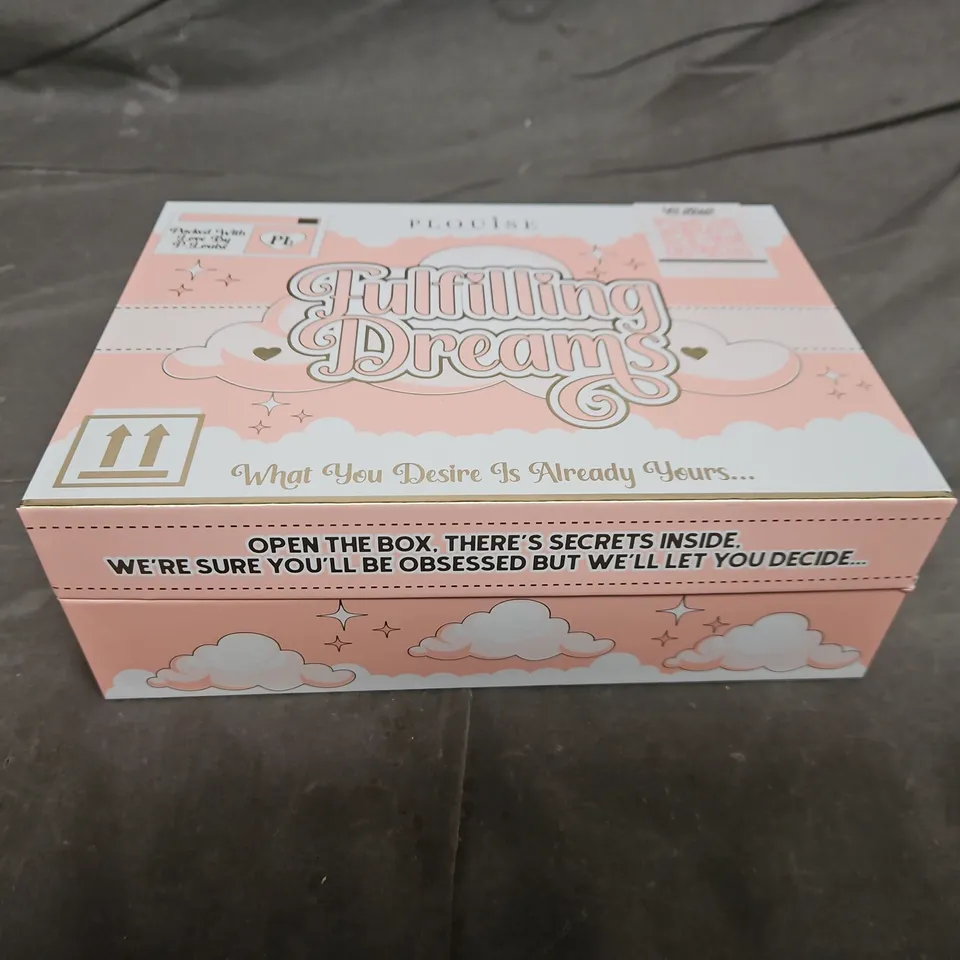 PLOUISE
Packed With
Love By
P Louise
PL
Fulfilling
Dreams
What You Desire Is Already Yours...
OPEN THE BOX, THERE'S SECRETS INSIDE.
WE'RE SURE YOU'LL BE OBSESSED BUT WE'LL LET YOU DECIDE...